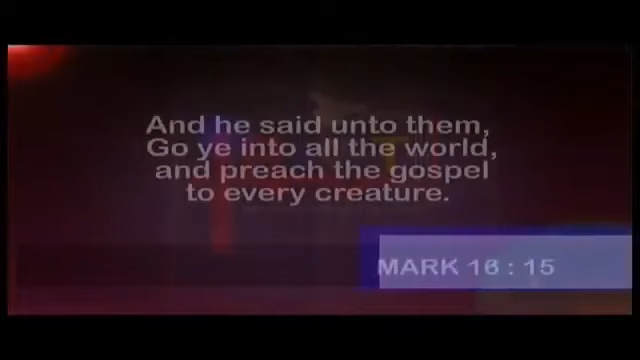 And he said unto them,
Go ye into all the world,
and preach the gospel
to every creature.
MARK 16 : 15